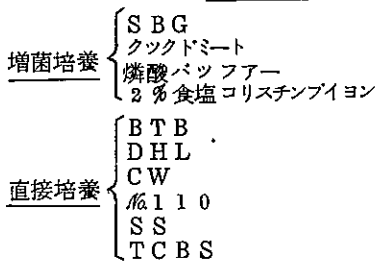 増菌培養
SBG
クックドミート
燐酸バッファー
2%食塩コリスチンブイヨン
直接培養
BTB
DHL
CW
№110
SS
TCBS